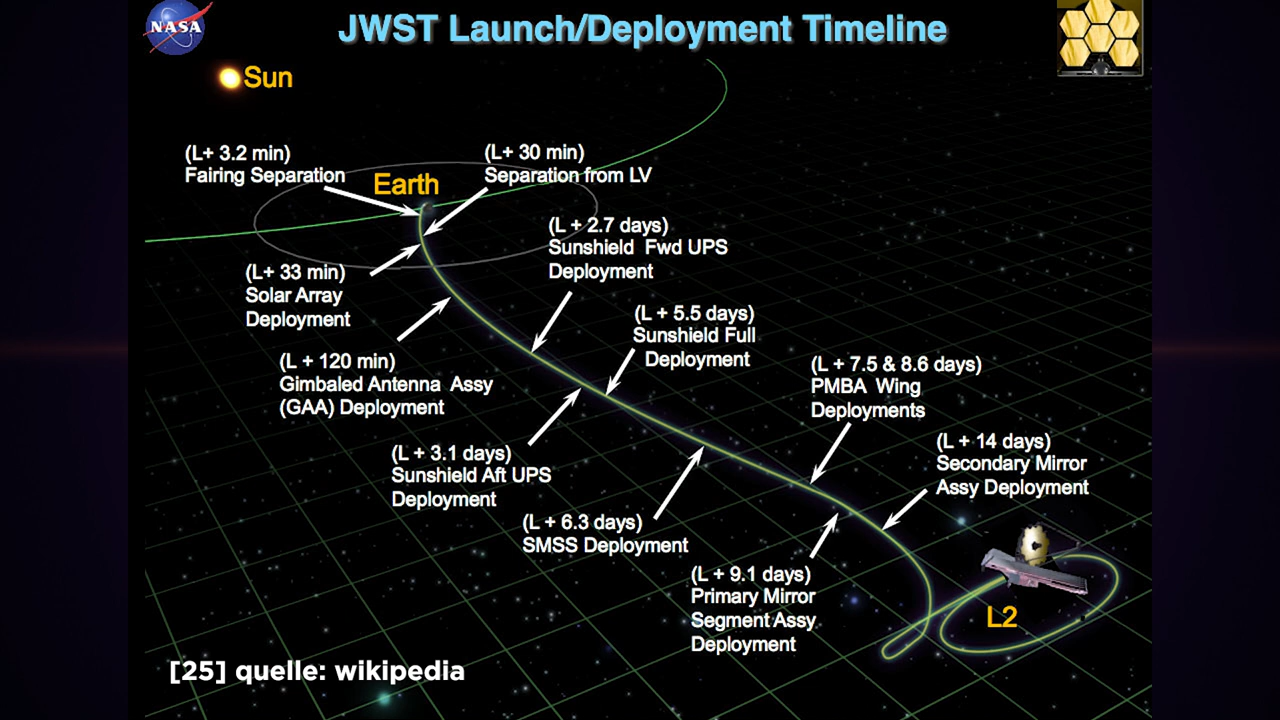 NASA
JWST Launch/Deployment Timeline
Sun
(L+ 3.2 min)
Fairing Separation
Earth
(L+ 30 min)
Separation from LV
(L + 2.7 days)
Sunshield Fwd UPS
Deployment
(L+ 33 min)
Solar Array
Deployment
(L + 5.5 days)
Sunshield Full
Deployment
(L + 120 min)
Gimbaled Antenna Assy
(GAA) Deployment
(L + 7.5 & 8.6 days)
PMBA Wing
Deployments
(L + 3.1 days)
Sunshield Aft UPS
Deployment
(L + 14 days)
Secondary Mirror
Assy Deployment
(L + 6.3 days)
SMSS Deployment
(L + 9.1 days)
Primary Mirror
Segment Assy
Deployment
L2
[25] quelle: wikipedia